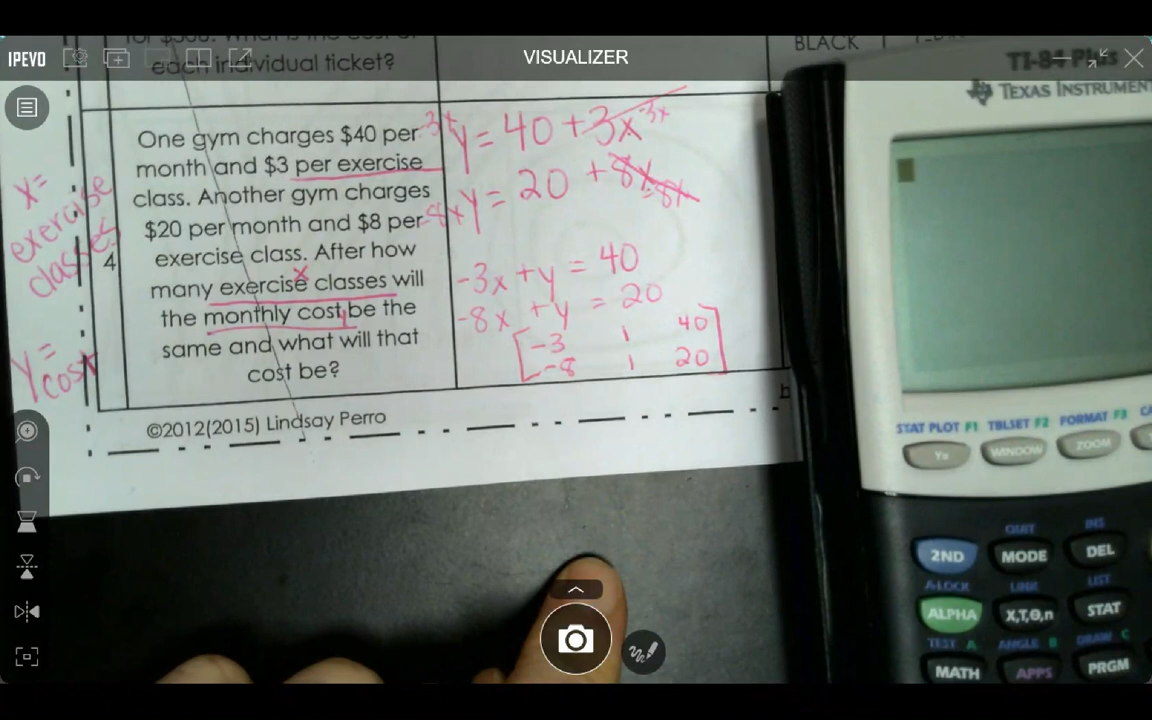 IPEVO
VISUALIZER
each individual ticket?
BLACK
TI-84 Plus
TEXAS INSTRUMENT
One gym charges $40 per
month and $3 per exercise
class. Another gym charges
$20 per month and $8 per
exercise class. After how
many exercise classes will
the monthly cost be the
same and what will that
cost be?
4
x
y
x =
exercise
classes
y =
cost
-3x y = 40 + 3x -3x
-8x y = 20 + 8x -8x
-3x + y = 40
-8x + y = 20
-3 1 40
-8 1 20
©2012(2015) Lindsay Perro
STAT PLOT F1 TBLSET F2 FORMAT F3
Y= WINDOW ZOOM
QUIT INS
2ND MODE DEL
A-LOCK LINK LIST
ALPHA X,T,θ,n STAT
TEST A ANGLE B DRAW C
MATH APPS PRGM